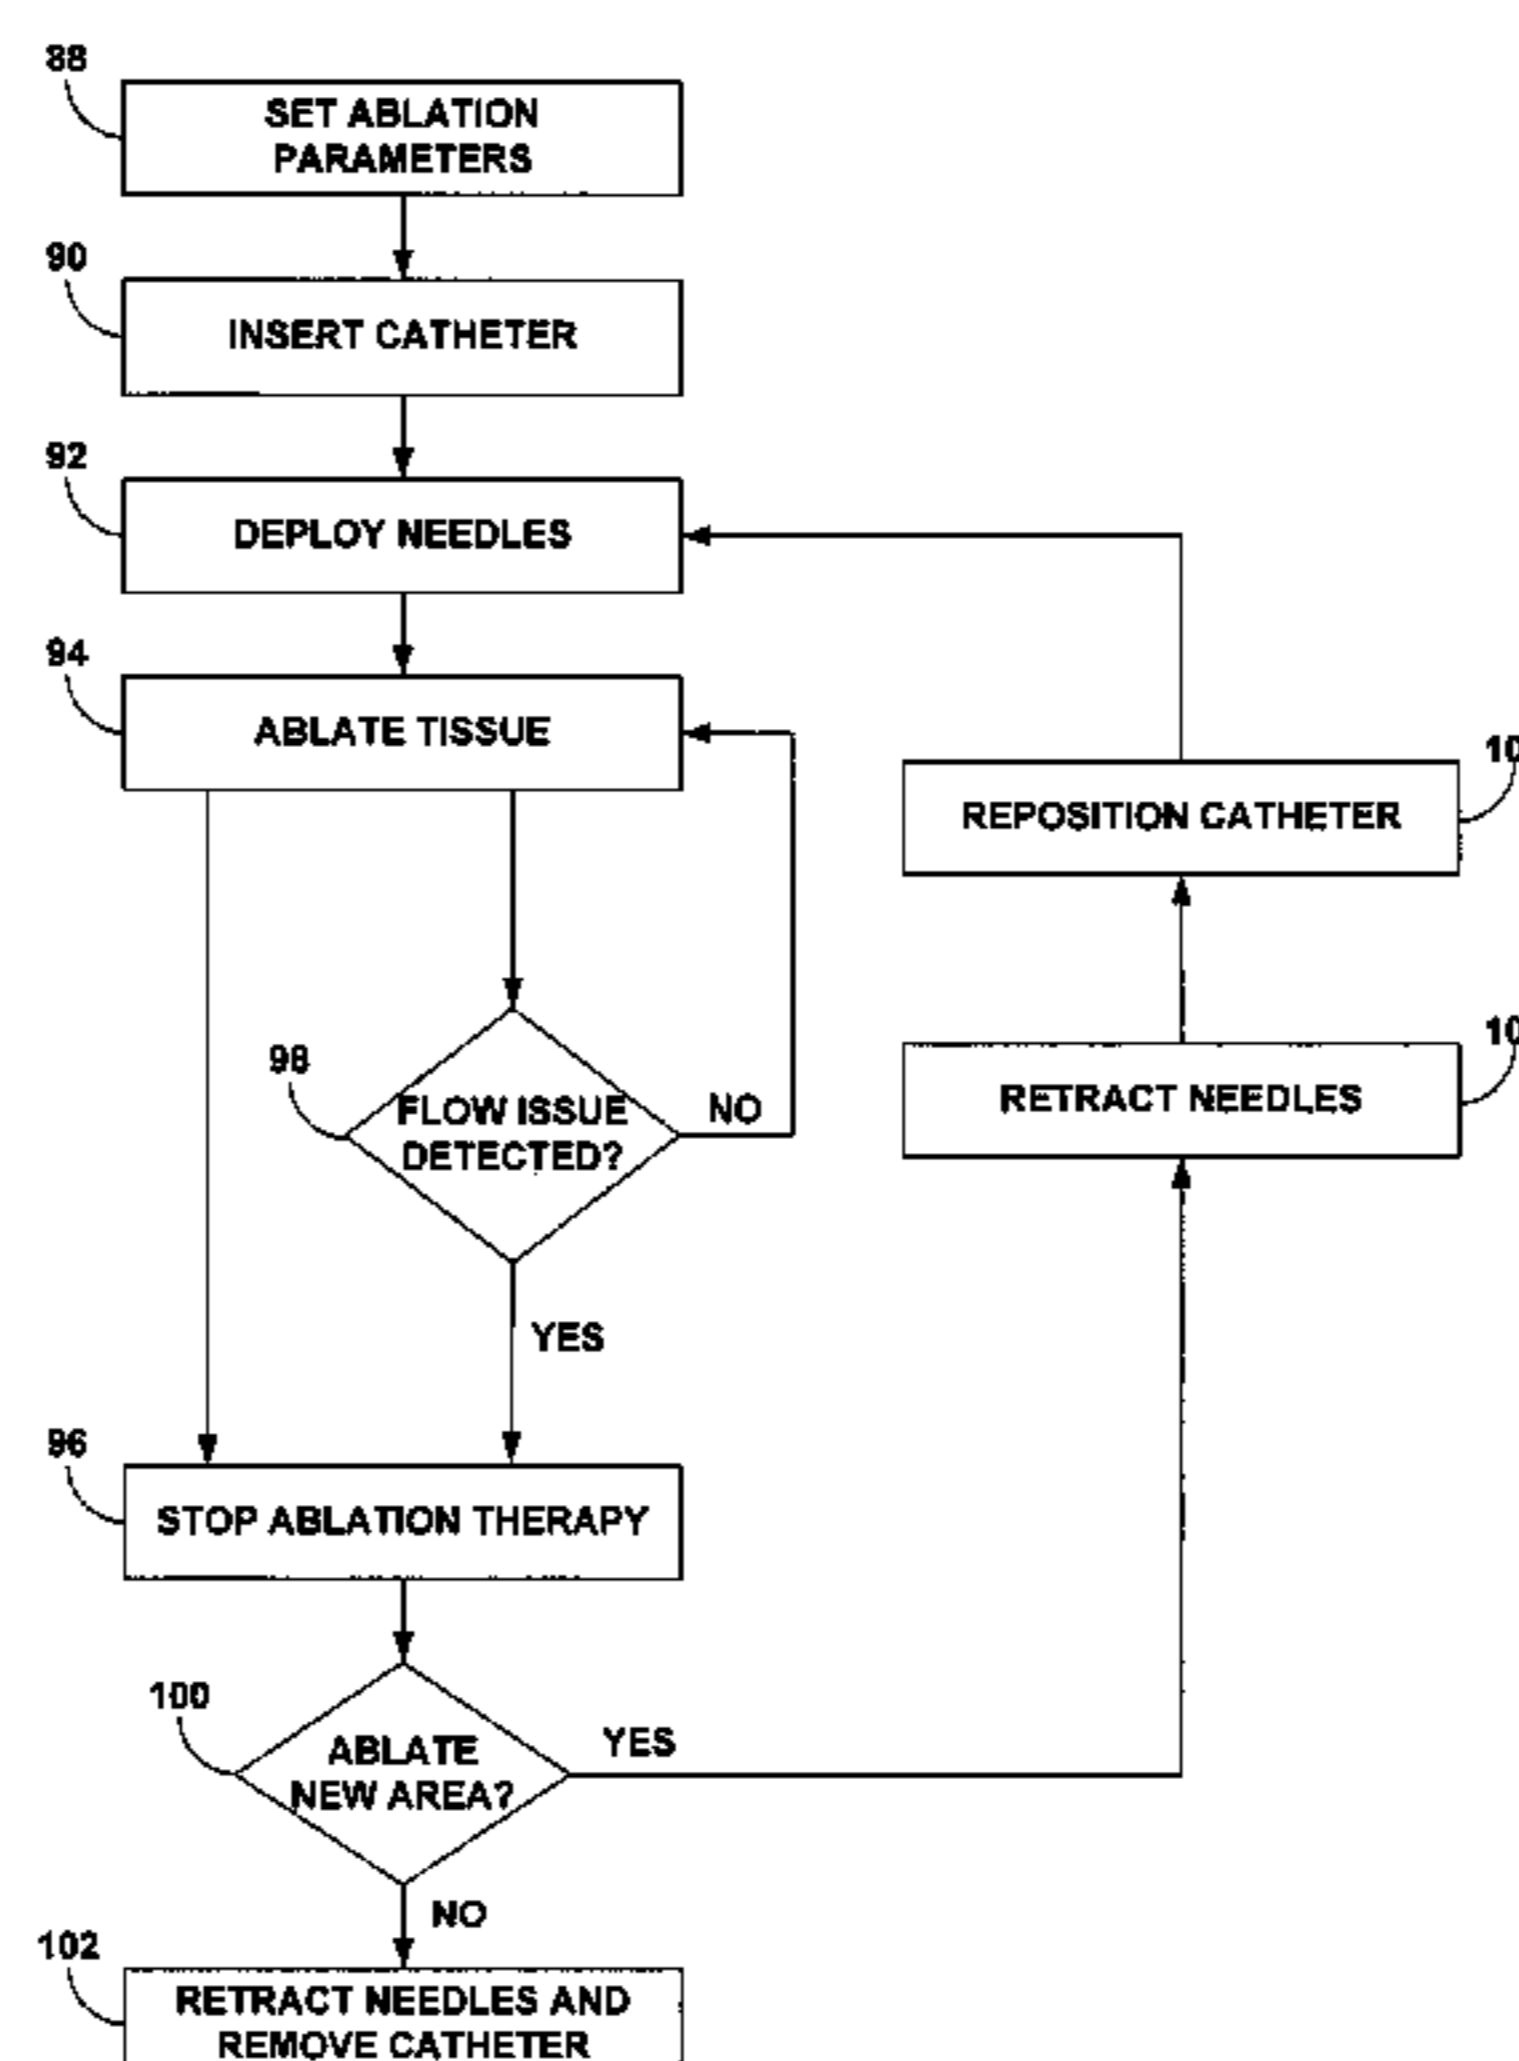 88
SET ABLATION
PARAMETERS
90
INSERT CATHETER
92
DEPLOY NEEDLES
94
ABLATE TISSUE
10
REPOSITION CATHETER
10
RETRACT NEEDLES
98
FLOW ISSUE
DETECTED?
NO
YES
96
STOP ABLATION THERAPY
100
ABLATE
NEW AREA?
YES
NO
102
RETRACT NEEDLES AND
REMOVE CATHETER